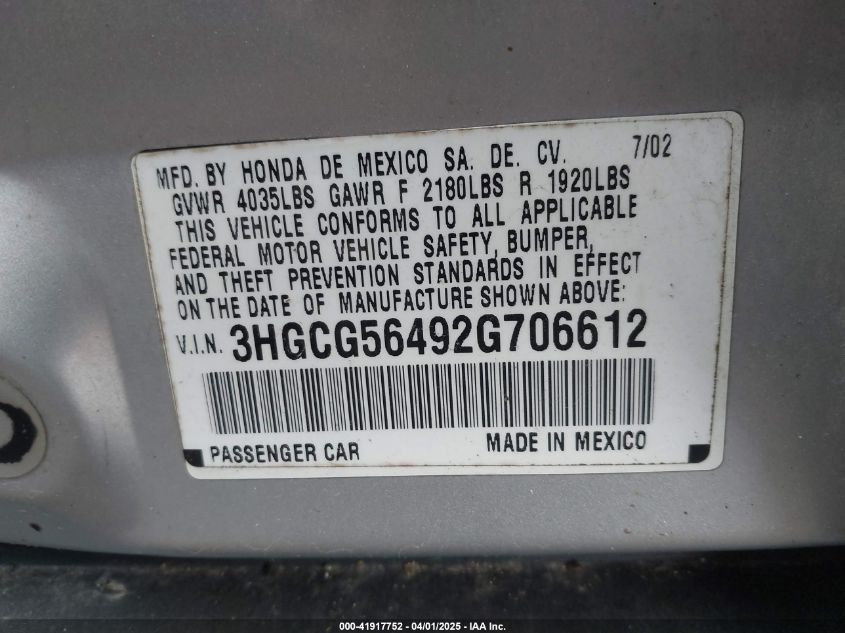 MFD. BY HONDA DE MEXICO SA. DE. CV. 7/02
GVWR 4035LBS GAWR F 2180LBS R 1920LBS
THIS VEHICLE CONFORMS TO ALL APPLICABLE
FEDERAL MOTOR VEHICLE SAFETY, BUMPER,
AND THEFT PREVENTION STANDARDS IN EFFECT
ON THE DATE OF MANUFACTURE SHOWN ABOVE:
V.I.N. 3HGCG56492G706612
PASSENGER CAR MADE IN MEXICO
000-41917752 - 04/01/2025 - IAA Inc.